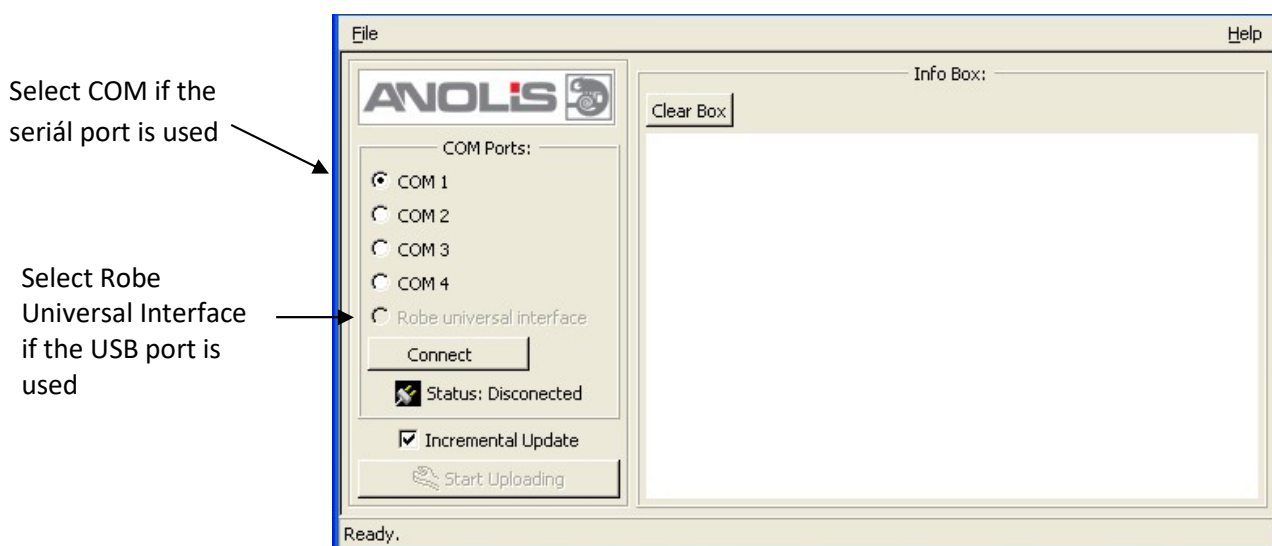 File
Help
Select COM if the
seriál port is used
ANOLiS
COM Ports:
COM 1
COM 2
COM 3
COM 4
Robe universal interface
Select Robe
Universal Interface
if the USB port is
used
Connect
Status: Disconected
Incremental Update
Start Uploading
Info Box:
Clear Box
Ready.